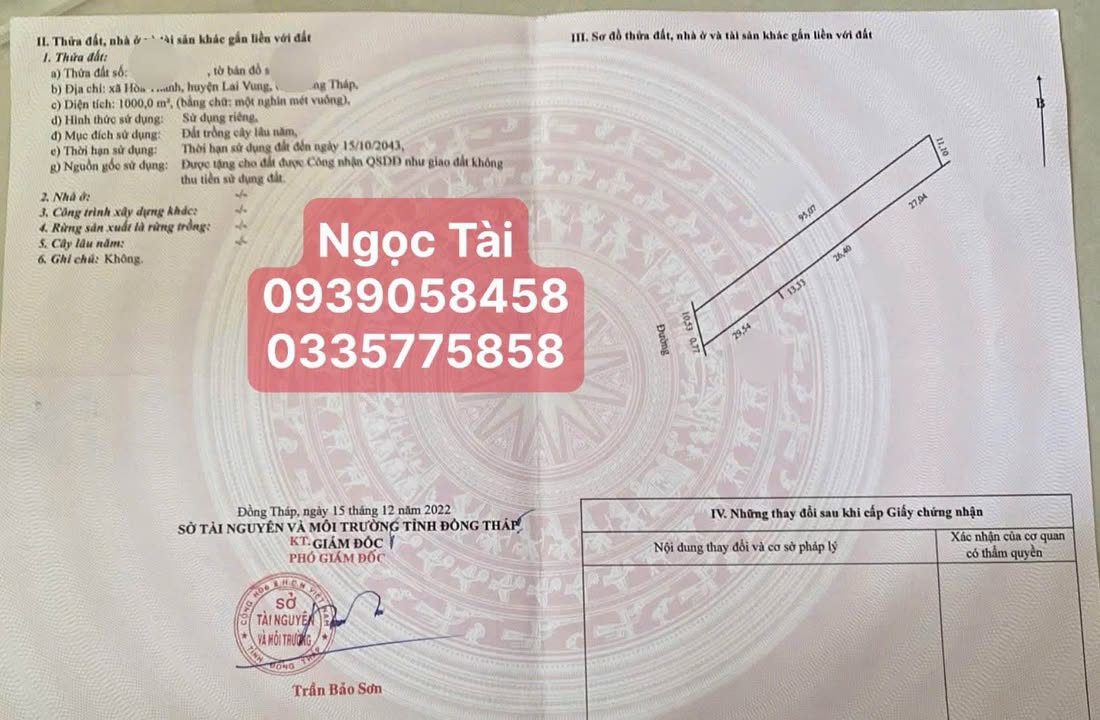 II. Thửa đất, nhà ở tài sản khác gắn liền với đất
1. Thửa đất:
a) Thửa đất số: , tờ bản đồ s
b) Địa chỉ: xã Hòa anh, huyện Lai Vung, ng Tháp,
c) Diện tích: 1000,0 m², (bằng chữ: một nghìn mét vuông),
d) Hình thức sử dụng: Sử dụng riêng,
đ) Mục đích sử dụng: Đất trồng cây lâu năm,
e) Thời hạn sử dụng: Thời hạn sử dụng đất đến ngày 15/10/2043,
g) Nguồn gốc sử dụng: Được tặng cho đất được Công nhận QSDĐ như giao đất không
thu tiền sử dụng đất.
2. Nhà ở: -/-
3. Công trình xây dựng khác: -/-
4. Rừng sản xuất là rừng trồng: -/-
5. Cây lâu năm: -/-
6. Ghi chú: Không.
Ngọc Tài
0939058458
0335775858
Đồng Tháp, ngày 15 tháng 12 năm 2022
SỞ TÀI NGUYÊN VÀ MÔI TRƯỜNG TỈNH ĐỒNG THÁP
KT. GIÁM ĐỐC
PHÓ GIÁM ĐỐC
CỘNG HÒA X.H.C.N VIỆT NAM
SỞ
TÀI NGUYÊN
VÀ MÔI TRƯỜNG
TỈNH ĐỒNG THÁP
Trần Bảo Sơn
III. Sơ đồ thửa đất, nhà ở và tài sản khác gắn liền với đất
B
11,10
95,07
27,04
26,40
13,33
29,54
10,53
0,77
Đường
IV. Những thay đổi sau khi cấp Giấy chứng nhận
Nội dung thay đổi và cơ sở pháp lý
Xác nhận của cơ quan
có thẩm quyền